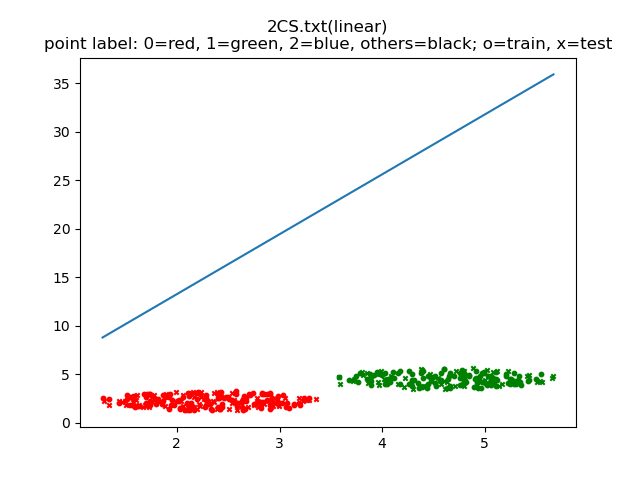 2CS.txt(linear)
point label: 0=red, 1=green, 2=blue, others=black; o=train, x=test
35
30
25
20
15
10
5
0
2 3 4 5